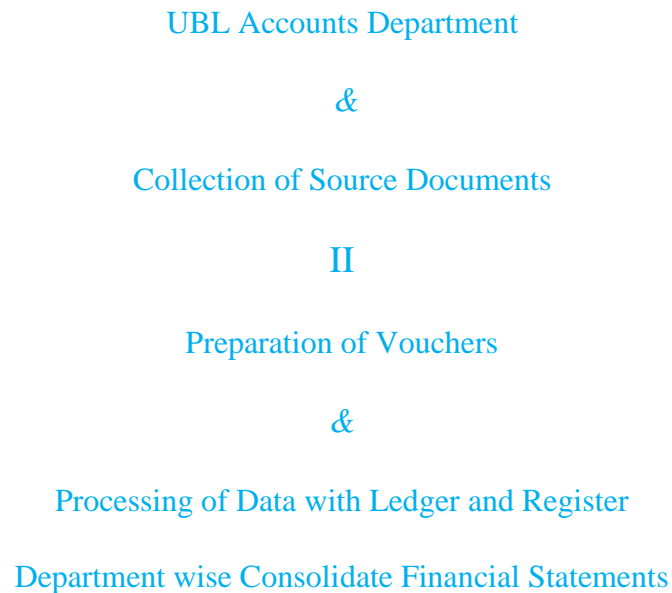 UBL Accounts Department
&
Collection of Source Documents
II
Preparation of Vouchers
&
Processing of Data with Ledger and Register
Department wise Consolidate Financial Statements